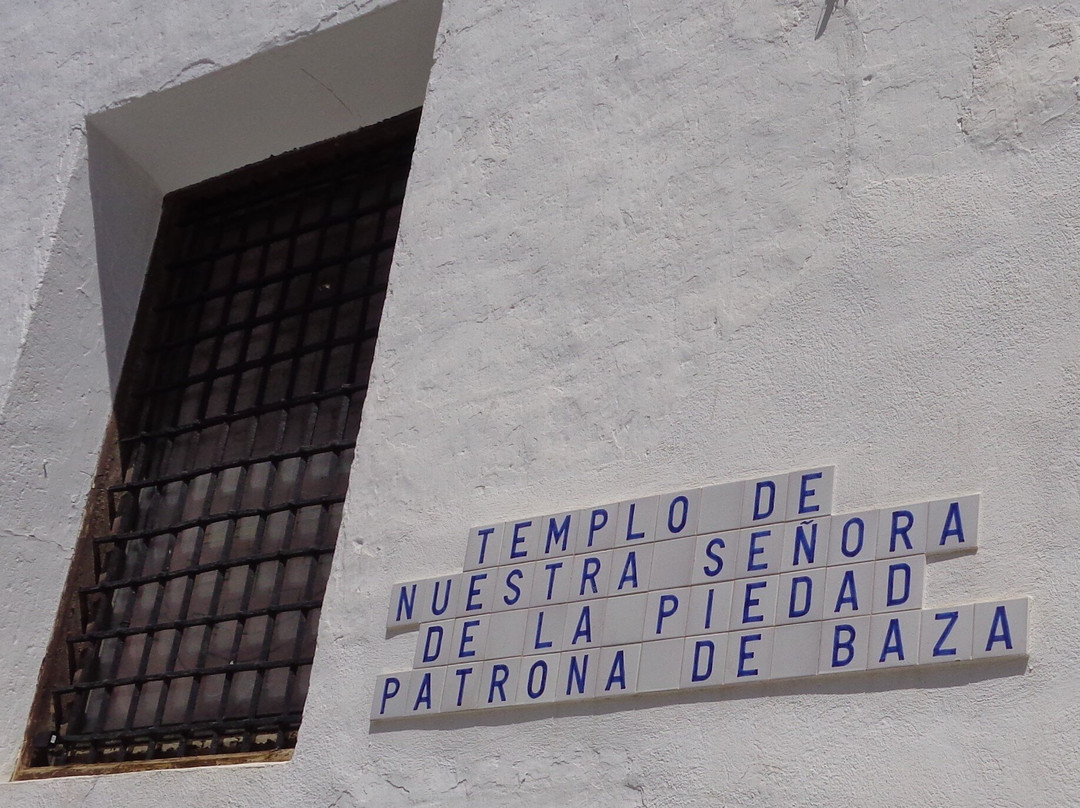 TEMPLO DE
NUESTRA SEÑORA
DE LA PIEDAD
PATRONA DE BAZA